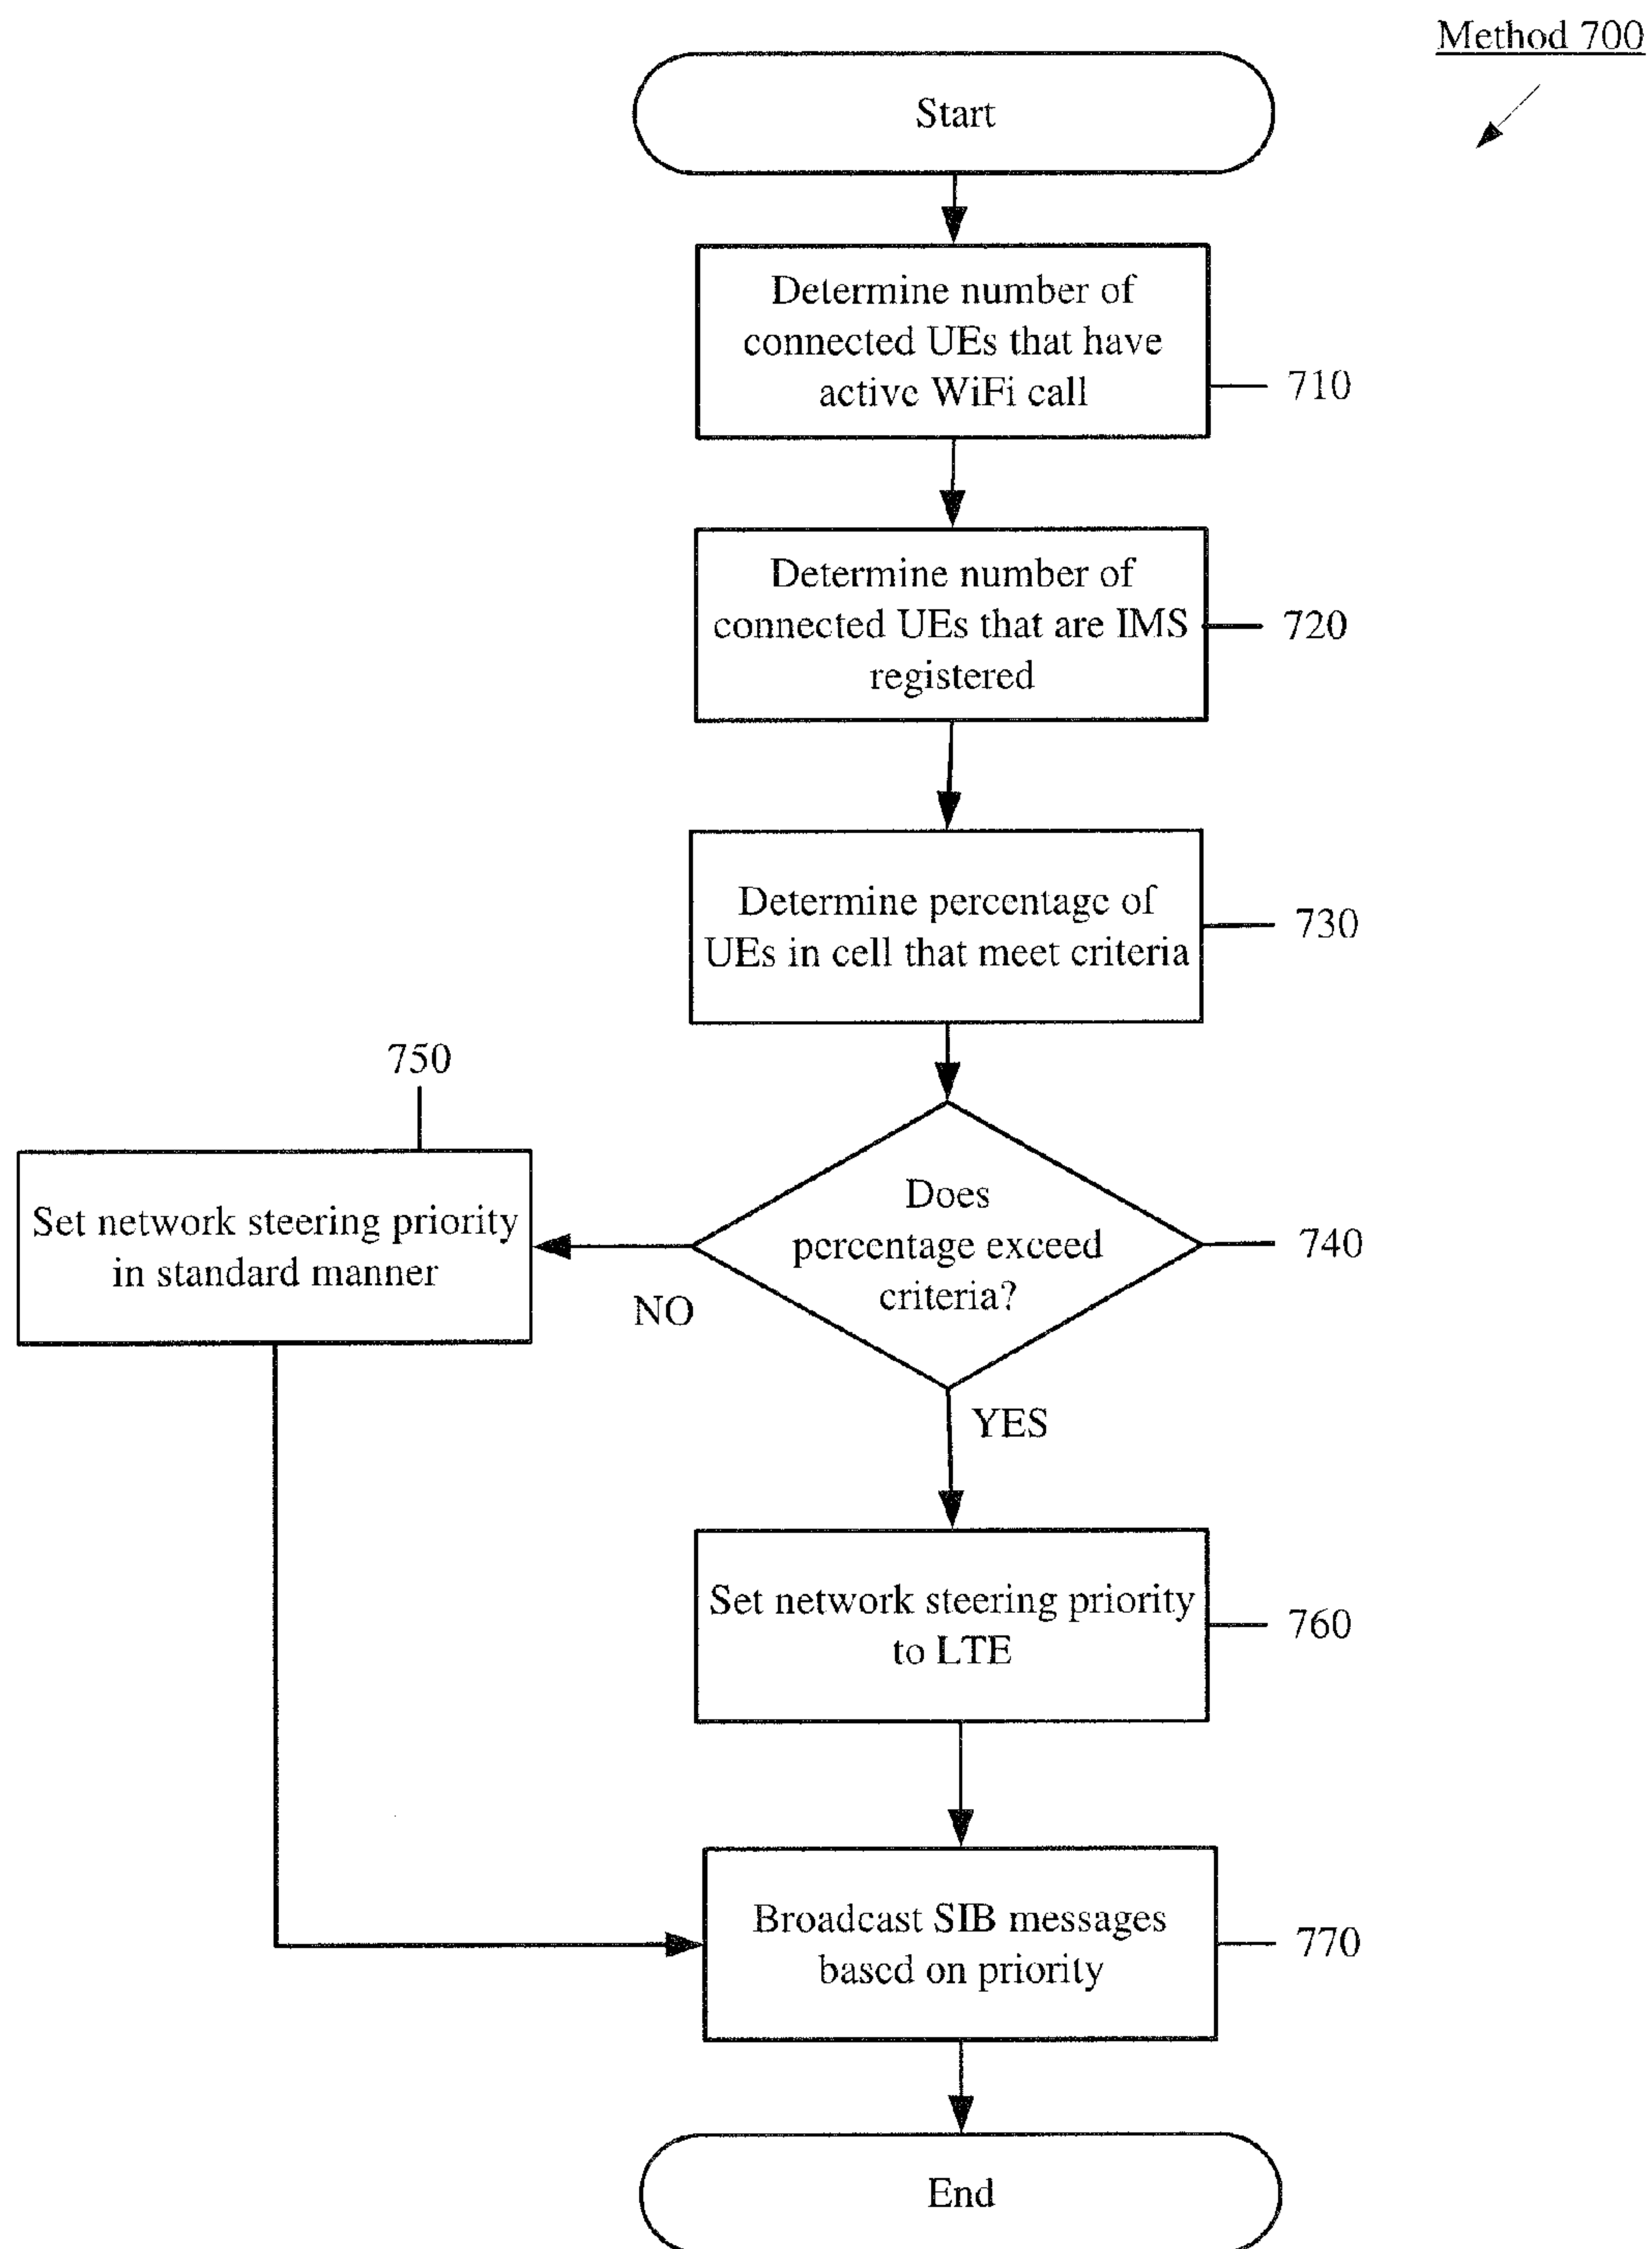 Method 700
Start
Determine number of
connected UEs that have
active WiFi call
710
Determine number of
connected UEs that are IMS
registered
720
Determine percentage of
UEs in cell that meet criteria
730
750
Does
percentage exceed
criteria?
740
Set network steering priority
in standard manner
NO
YES
Set network steering priority
to LTE
760
Broadcast SIB messages
based on priority
770
End